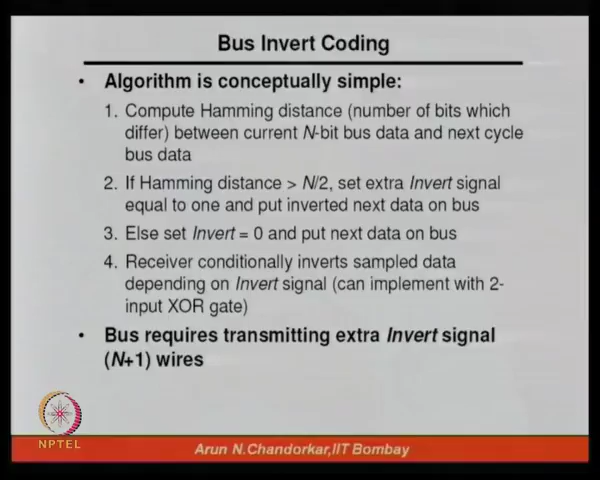 Bus Invert Coding
• Algorithm is conceptually simple:
1. Compute Hamming distance (number of bits which
differ) between current N-bit bus data and next cycle
bus data
2. If Hamming distance > N/2, set extra Invert signal
equal to one and put inverted next data on bus
3. Else set Invert = 0 and put next data on bus
4. Receiver conditionally inverts sampled data
depending on Invert signal (can implement with 2-
input XOR gate)
• Bus requires transmitting extra Invert signal
(N+1) wires
NPTEL
Arun N.Chandorkar,IIT Bombay